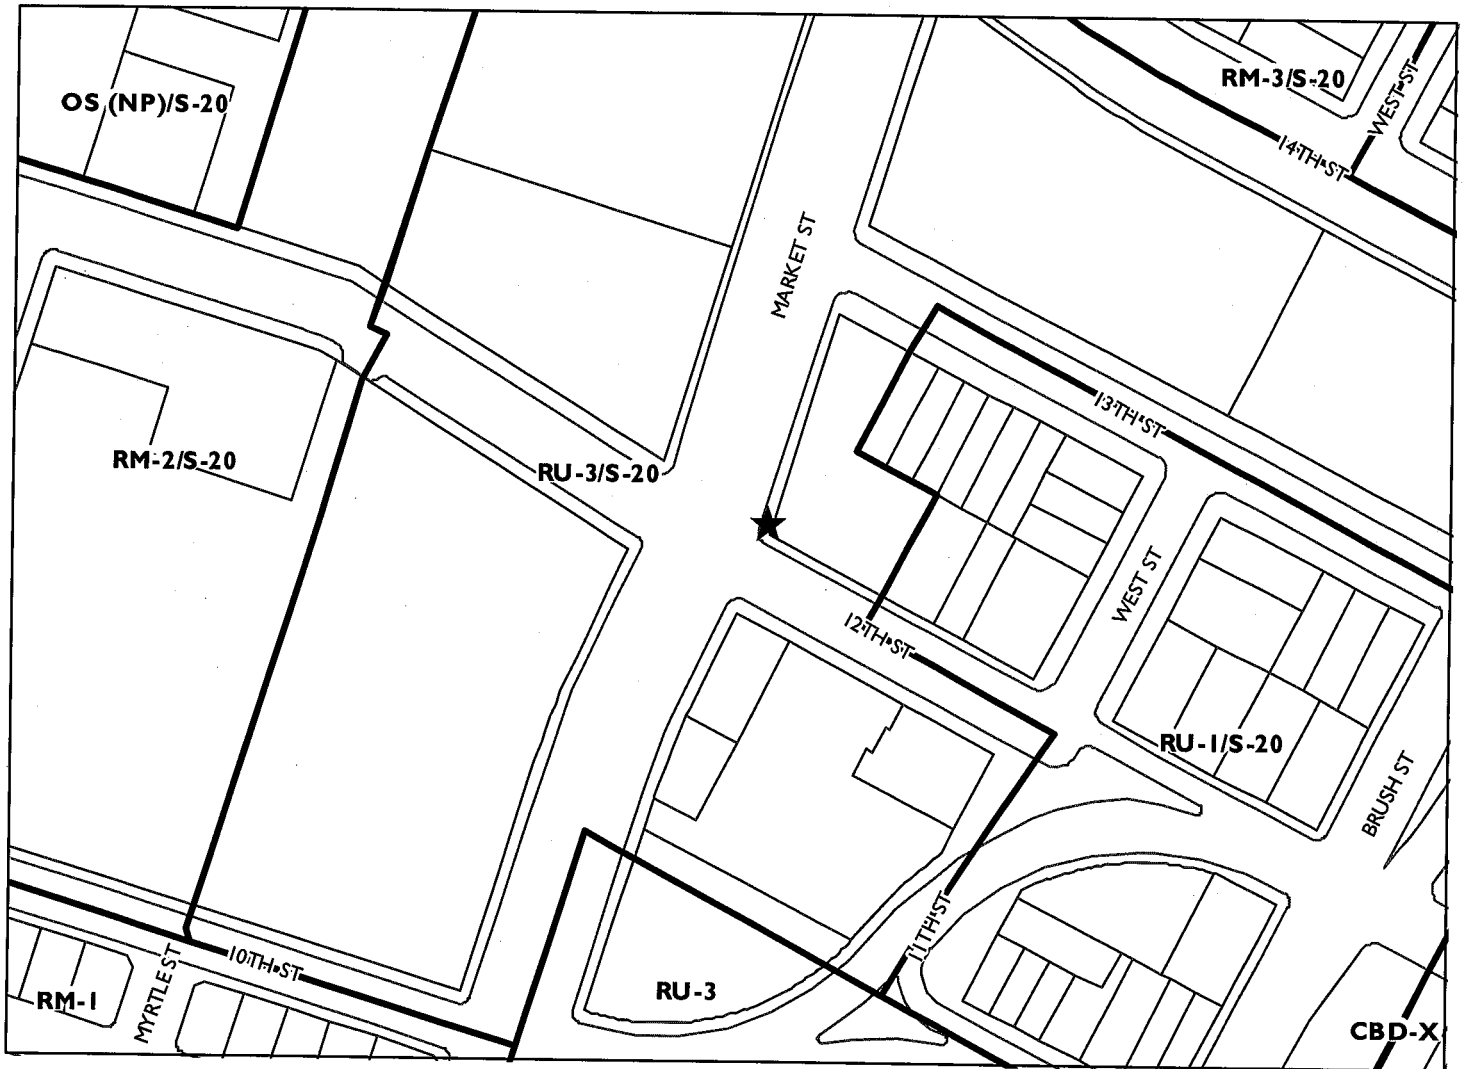 RM-3/S-20
OS (NP)/S-20
WEST ST
14TH ST
MARKET ST
13TH ST
RM-2/S-20
RU-3/S-20
WEST ST
12TH ST
RU-1/S-20
BRUSH ST
11TH ST
10TH ST
MYRTLE ST
RU-3
RM-1
CBD-X